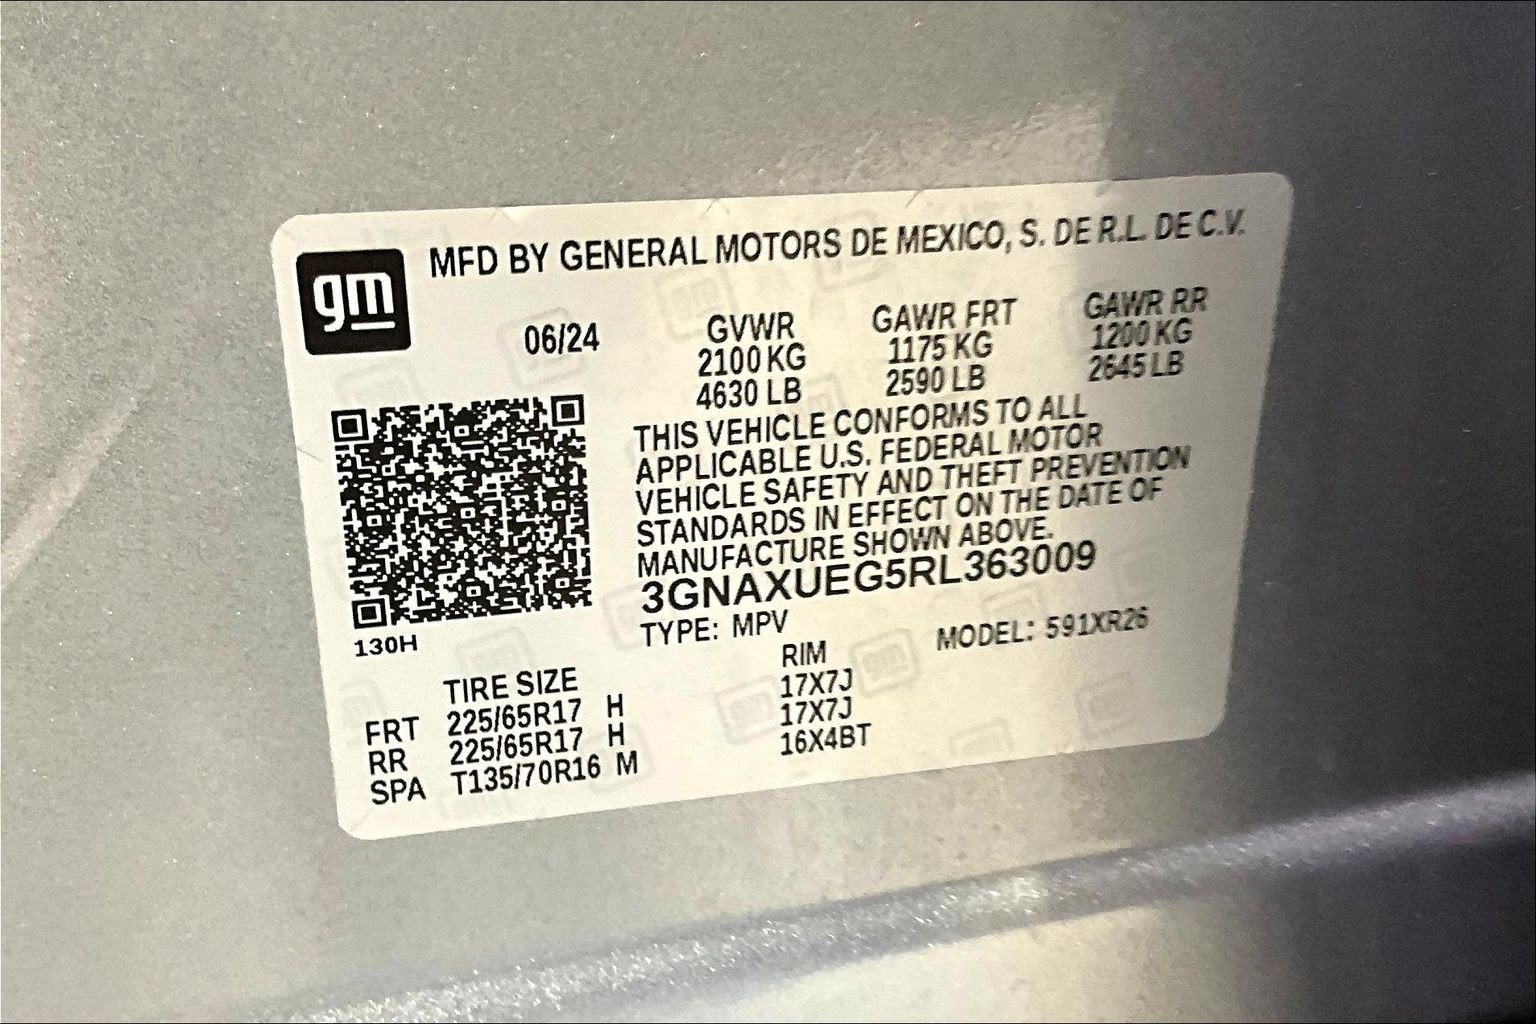 gm
MFD BY GENERAL MOTORS DE MEXICO, S. DE R.L. DE C.V.
06/24
GVWR GAWR FRT GAWR RR
2100 KG 1175 KG 1200 KG
4630 LB 2590 LB 2645 LB
THIS VEHICLE CONFORMS TO ALL
APPLICABLE U.S. FEDERAL MOTOR
VEHICLE SAFETY AND THEFT PREVENTION
STANDARDS IN EFFECT ON THE DATE OF
MANUFACTURE SHOWN ABOVE.
3GNAXUEG5RL363009
TYPE: MPV MODEL: 591XR26
130H
TIRE SIZE RIM
FRT 225/65R17 H 17X7J
RR 225/65R17 H 17X7J
SPA T135/70R16 M 16X4BT